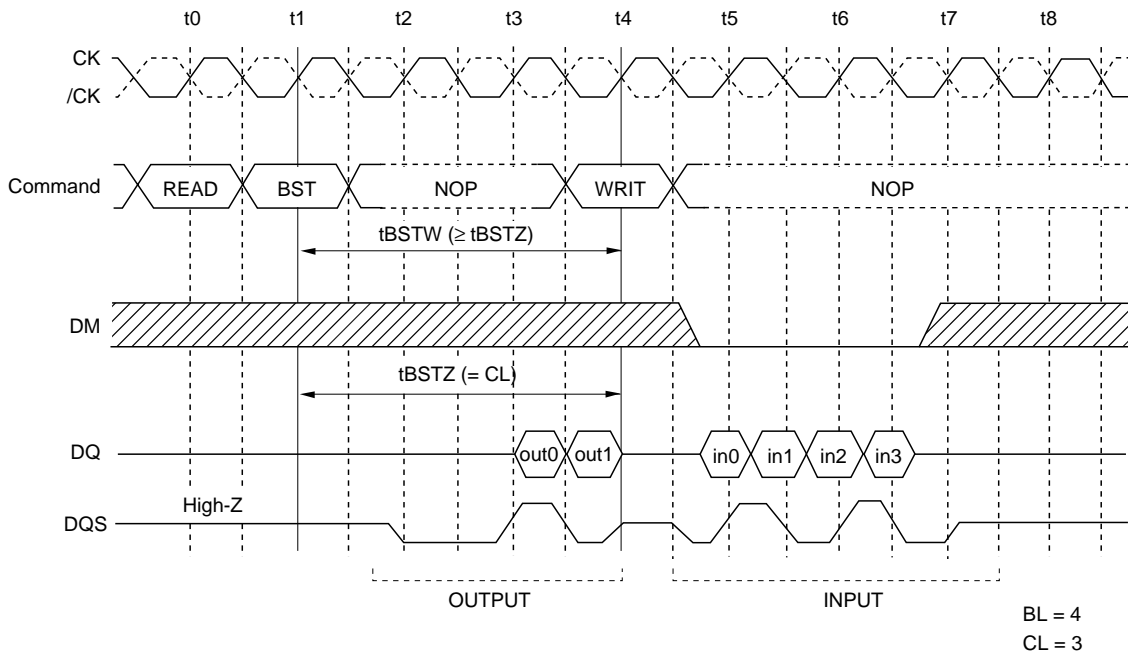 t0 t1 t2 t3 t4 t5 t6 t7 t8
CK
/CK
Command READ BST NOP WRIT NOP
tBSTW (≥ tBSTZ)
DM
tBSTZ (= CL)
DQ out0 out1 in0 in1 in2 in3
High-Z
DQS
OUTPUT INPUT
BL = 4
CL = 3